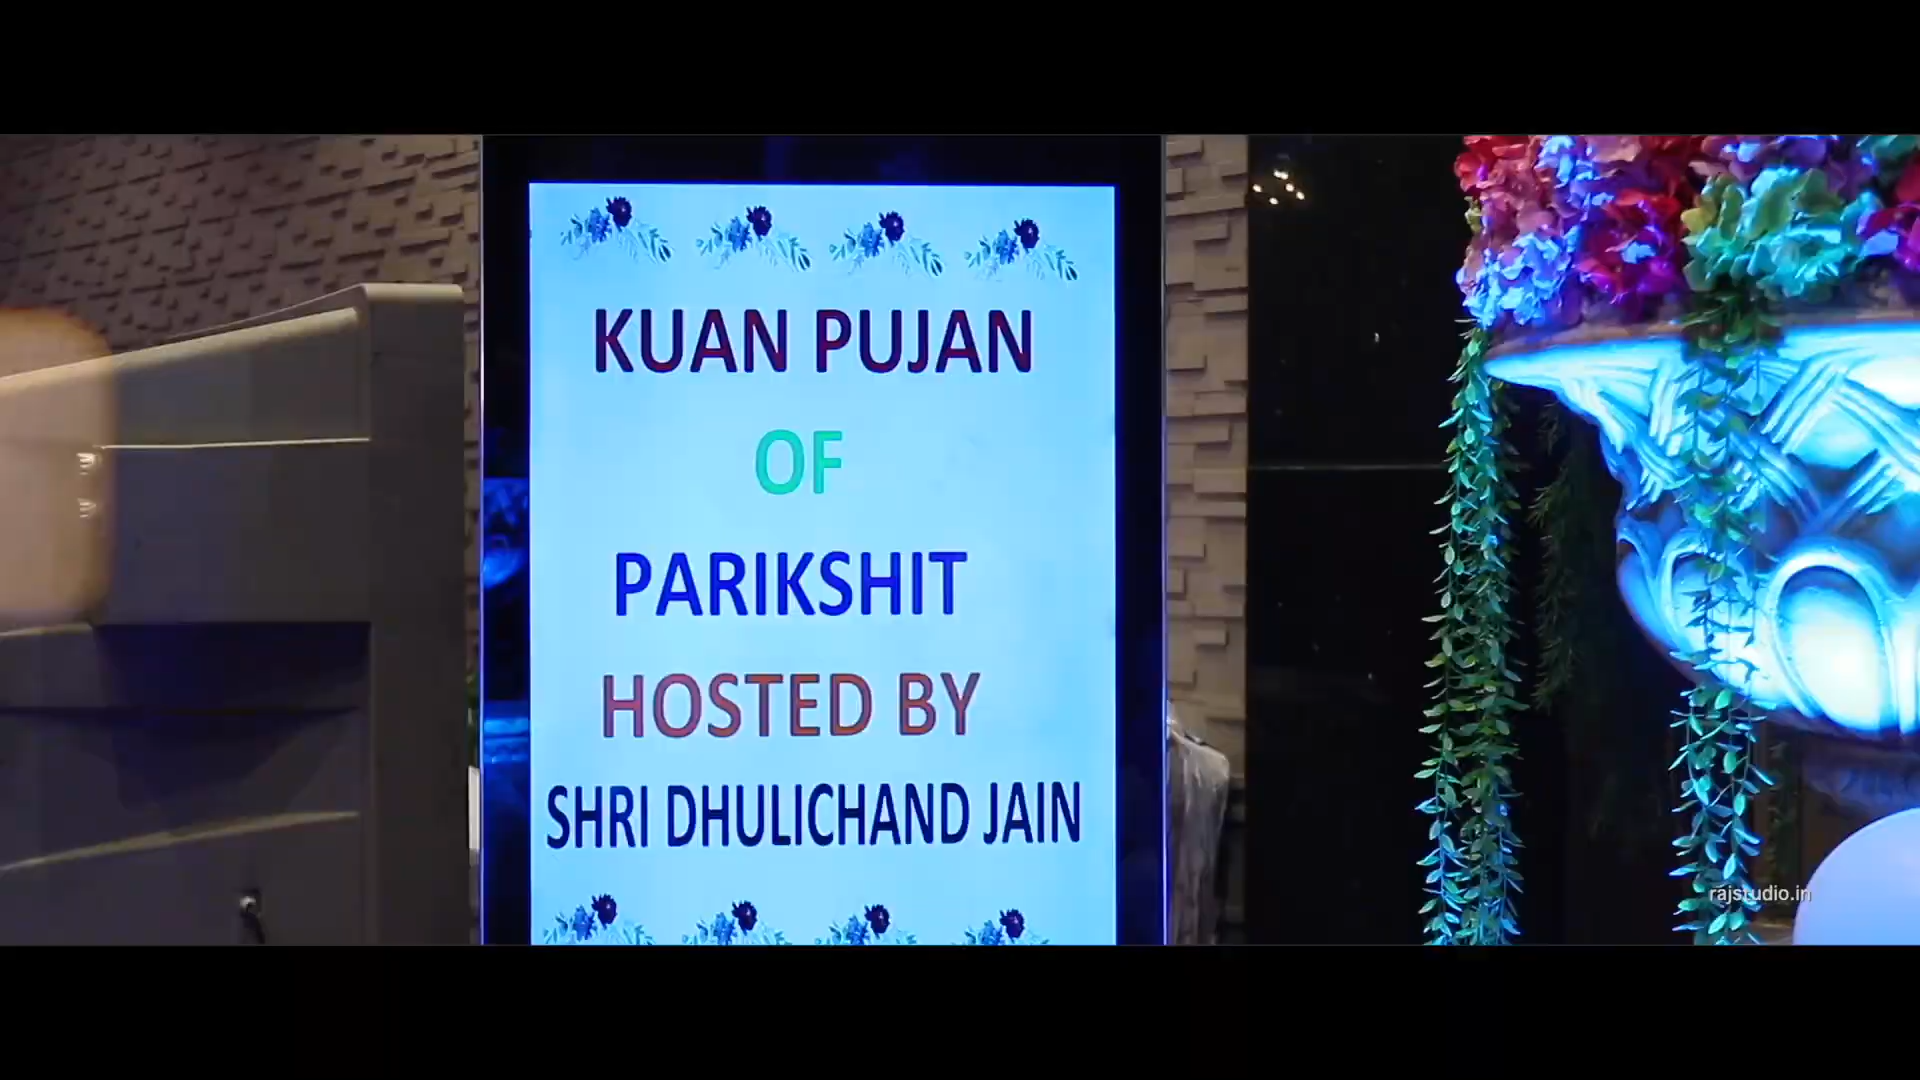 KUAN PUJAN
OF
PARIKSHIT
HOSTED BY
SHRI DHULICHAND JAIN
rajstudio.in